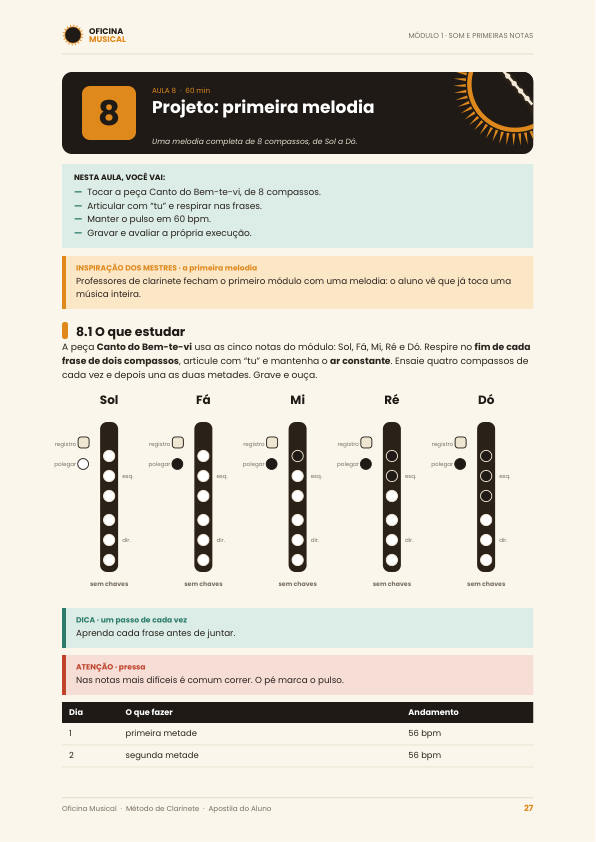 OFICINA
MUSICAL
MÓDULO 1 · SOM E PRIMEIRAS NOTAS
8
AULA 8 · 60 min
Projeto: primeira melodia
Uma melodia completa de 8 compassos, de Sol a Dó.
NESTA AULA, VOCÊ VAI:
— Tocar a peça Canto do Bem-te-vi, de 8 compassos.
— Articular com “tu” e respirar nas frases.
— Manter o pulso em 60 bpm.
— Gravar e avaliar a própria execução.
INSPIRAÇÃO DOS MESTRES · a primeira melodia
Professores de clarinete fecham o primeiro módulo com uma melodia: o aluno vê que já toca uma
música inteira.
8.1 O que estudar
A peça Canto do Bem-te-vi usa as cinco notas do módulo: Sol, Fá, Mi, Ré e Dó. Respire no fim de cada
frase de dois compassos, articule com “tu” e mantenha o ar constante. Ensaie quatro compassos de
cada vez e depois una as duas metades. Grave e ouça.
Sol Fá Mi Ré Dó
registro registro registro registro registro
polegar polegar polegar polegar polegar
esq. esq. esq. esq. esq.
dir. dir. dir. dir. dir.
sem chaves sem chaves sem chaves sem chaves sem chaves
DICA · um passo de cada vez
Aprenda cada frase antes de juntar.
ATENÇÃO · pressa
Nas notas mais difíceis é comum correr. O pé marca o pulso.
Dia O que fazer Andamento
1 primeira metade 56 bpm
2 segunda metade 56 bpm
Oficina Musical · Método de Clarinete · Apostila do Aluno 27